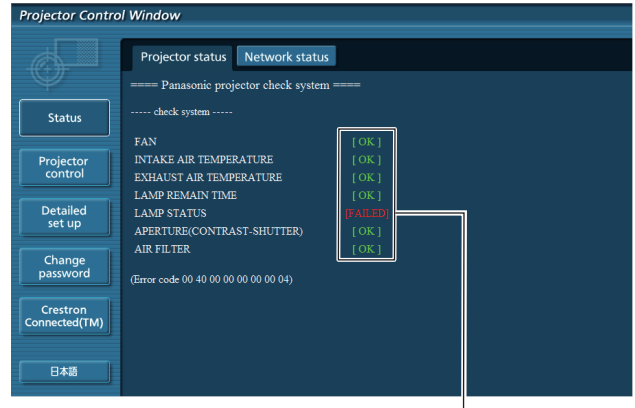 Projector Control Window
Projector status
Network status
==== Panasonic projector check system ====
----- check system -----
FAN [ OK ]
INTAKE AIR TEMPERATURE [ OK ]
EXHAUST AIR TEMPERATURE [ OK ]
LAMP REMAIN TIME [ OK ]
LAMP STATUS [FAILED]
APERTURE(CONTRAST-SHUTTER) [ OK ]
AIR FILTER [ OK ]
(Error code 00 40 00 00 00 00 00 04)
Status
Projector
control
Detailed
set up
Change
password
Crestron
Connected(TM)
日本語